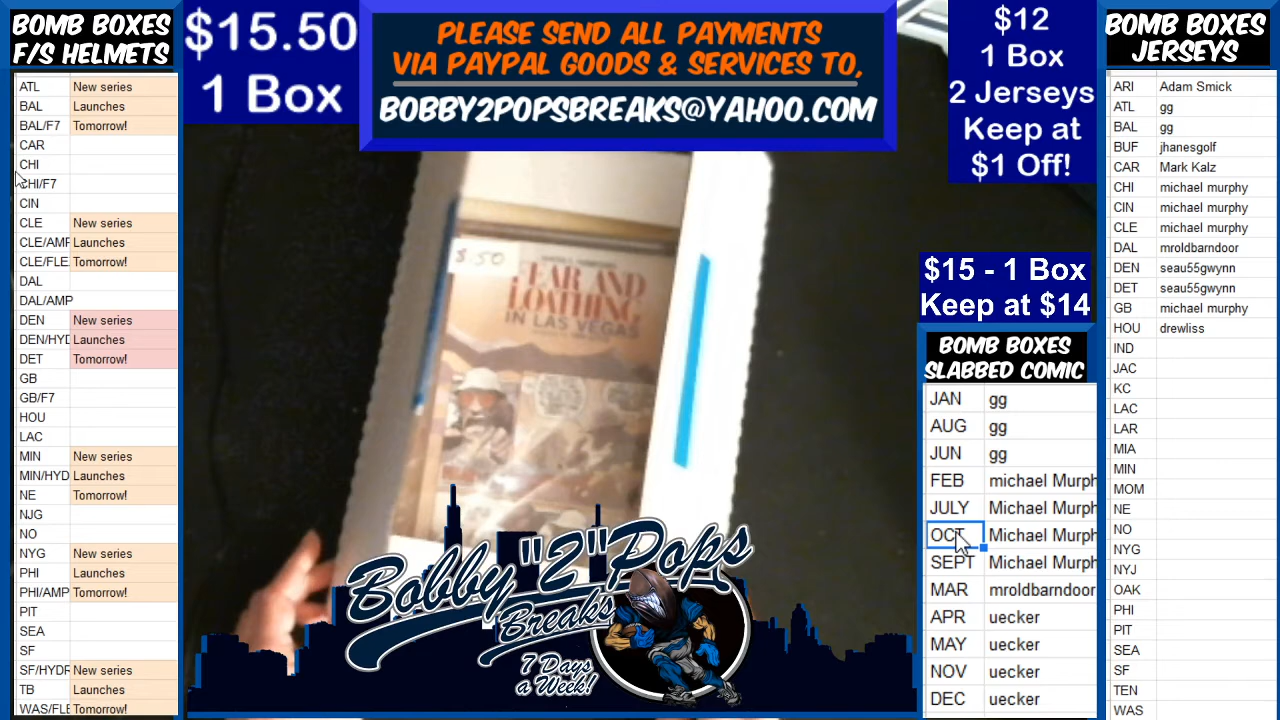 BOMB BOXES
F/S HELMETS
ATL New series
BAL Launches
BAL/F7 Tomorrow!
CAR
CHI
CHI/F7
CIN
CLE New series
CLE/AMP Launches
CLE/FLE Tomorrow!
DAL
DAL/AMP
DEN New series
DEN/HYD Launches
DET Tomorrow!
GB
GB/F7
HOU
LAC
MIN New series
MIN/HYD Launches
NE Tomorrow!
NJG
NO
NYG New series
PHI Launches
PHI/AMP Tomorrow!
PIT
SEA
SF
SF/HYDR New series
TB Launches
WAS/FLE Tomorrow!
$15.50
1 Box
PLEASE SEND ALL PAYMENTS
VIA PAYPAL GOODS & SERVICES TO,
BOBBY2POPSBREAKS@YAHOO.COM
$.50
FEAR AND
LOATHING
IN LAS VEGAS
Bobby "2" Pops
Breaks
7 Days
a Week!
$12
1 Box
2 Jerseys
Keep at
$1 Off!
$15 - 1 Box
Keep at $14
BOMB BOXES
SLABBED COMIC
JAN gg
AUG gg
JUN gg
FEB michael Murph
JULY Michael Murph
OCT Michael Murph
SEPT Michael Murph
MAR mroldbarndoor
APR uecker
MAY uecker
NOV uecker
DEC uecker
BOMB BOXES
JERSEYS
ARI Adam Smick
ATL gg
BAL gg
BUF jhanesgolf
CAR Mark Kalz
CHI michael murphy
CIN michael murphy
CLE michael murphy
DAL mroldbarndoor
DEN seau55gwynn
DET seau55gwynn
GB michael murphy
HOU drewliss
IND
JAC
KC
LAC
LAR
MIA
MIN
MOM
NE
NO
NYG
NYJ
OAK
PHI
PIT
SEA
SF
TEN
WAS